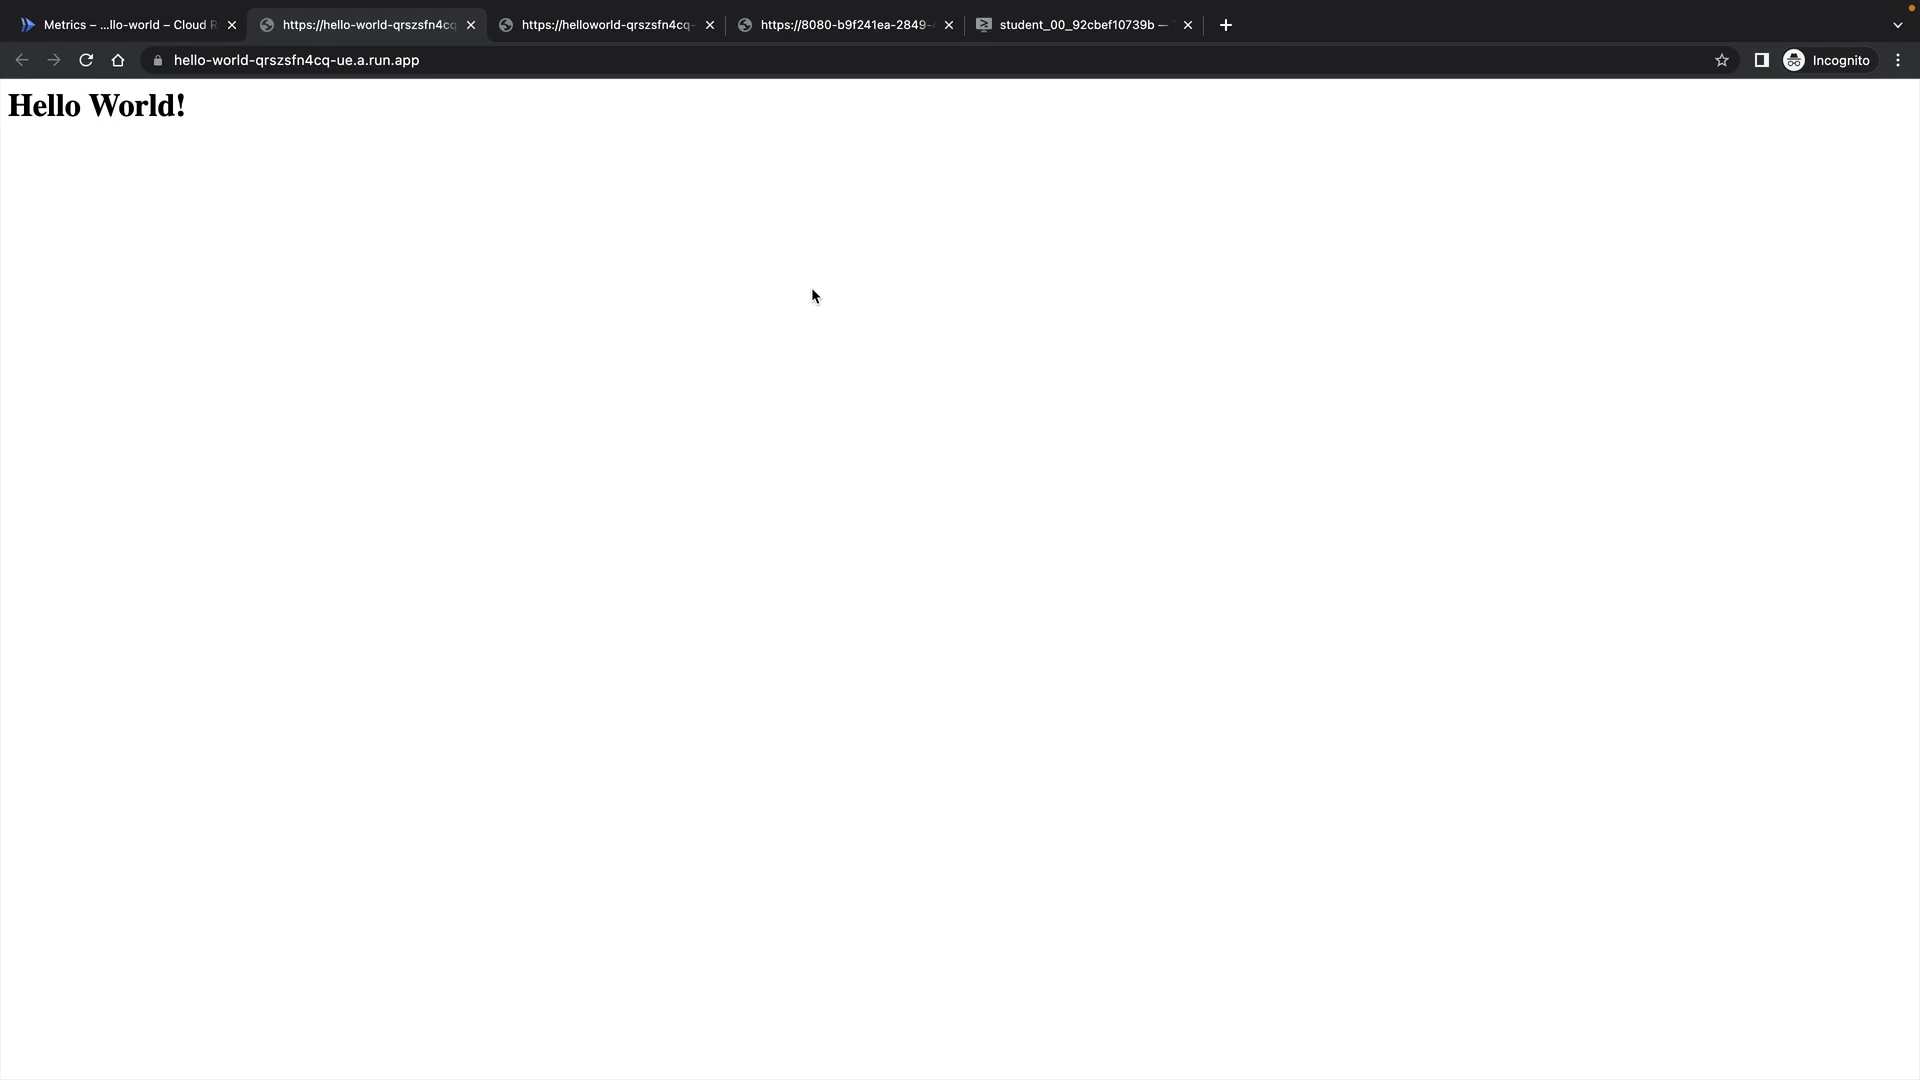 Metrics – ...llo-world – Cloud R
https://hello-world-qrszsfn4cq
https://helloworld-qrszsfn4cq-
https://8080-b9f241ea-2849-
student_00_92cbef10739b –
hello-world-qrszsfn4cq-ue.a.run.app
Incognito
Hello World!